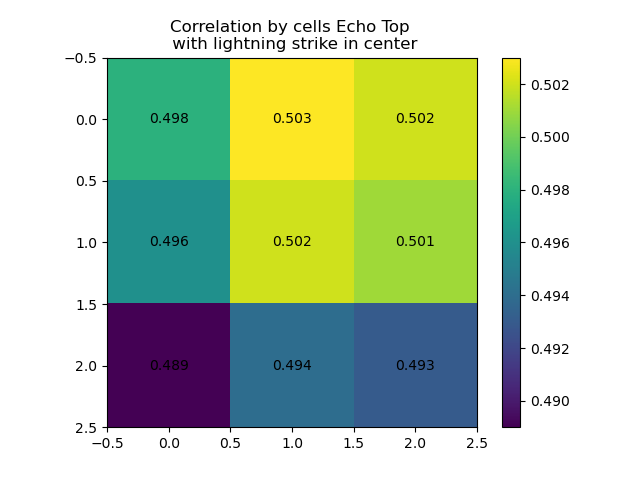 Correlation by cells Echo Top
with lightning strike in center
−0.5
0.0
0.5
1.0
1.5
2.0
2.5
0.498 0.503 0.502
0.496 0.502 0.501
0.489 0.494 0.493
−0.5 0.0 0.5 1.0 1.5 2.0 2.5
0.502
0.500
0.498
0.496
0.494
0.492
0.490